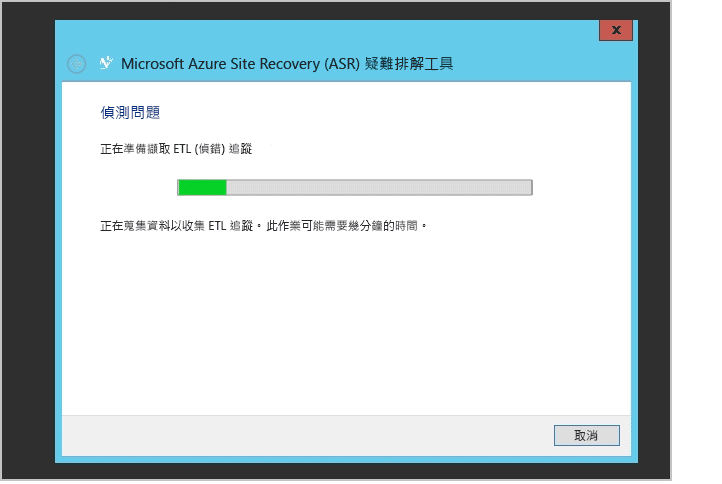 x
Microsoft Azure Site Recovery (ASR) 疑難排解工具
偵測問題
正在準備擷取 ETL (偵錯) 追蹤
正在蒐集資料以收集 ETL 追蹤。此作業可能需要幾分鐘的時間。
取消